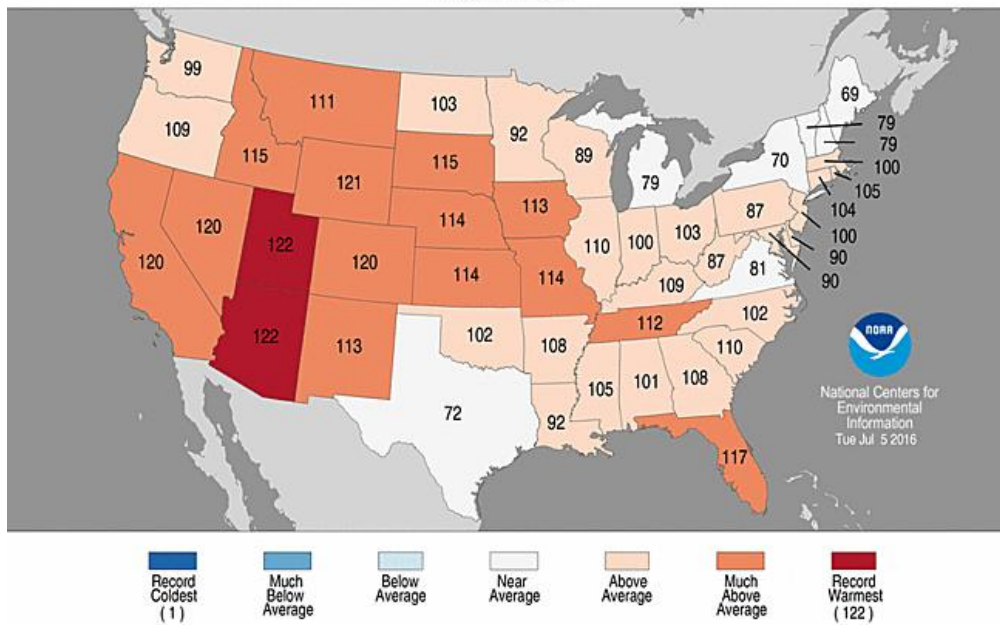 99
109
111
103
92
89
79
115
121
115
120
120
122
120
114
114
113
114
110
100
103
87
70
69
79
79
100
105
104
100
90
90
87
81
109
112
102
110
122
113
102
108
105
101
108
92
72
117
NOAA
National Centers for
Environmental
Information
Tue Jul 5 2016
Record
Coldest
(1)
Much
Below
Average
Below
Average
Near
Average
Above
Average
Much
Above
Average
Record
Warmest
(122)